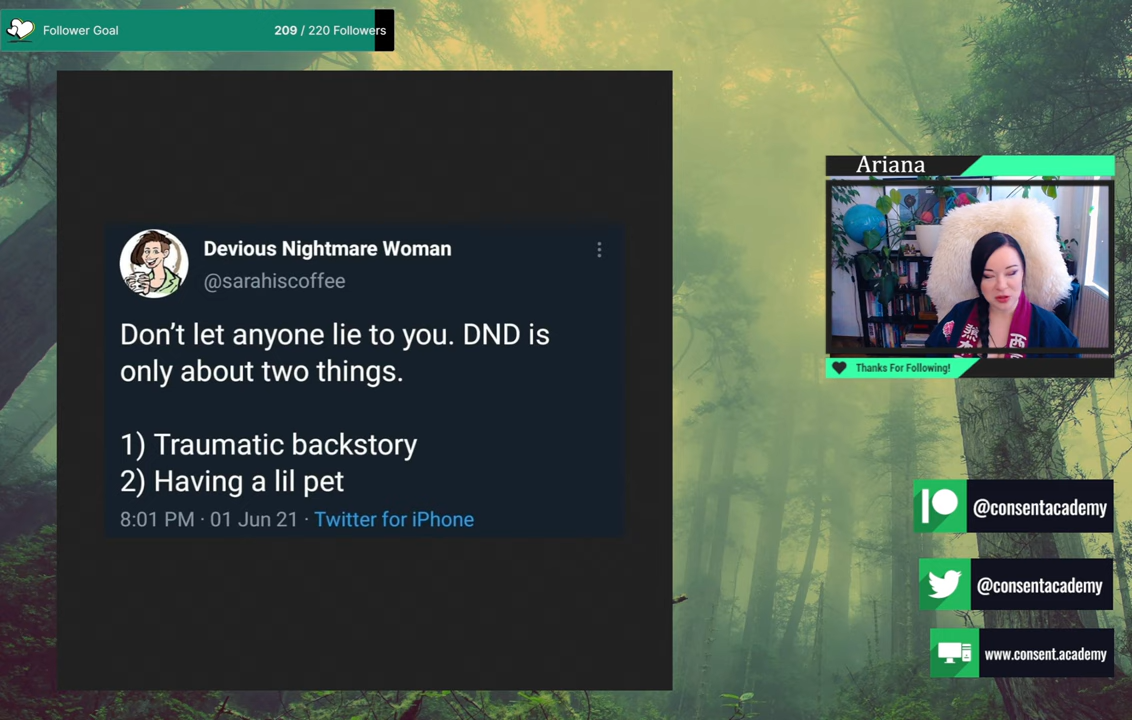 Follower Goal
209 / 220 Followers
Devious Nightmare Woman
@sarahiscoffee
Don’t let anyone lie to you. DND is
only about two things.
1) Traumatic backstory
2) Having a lil pet
8:01 PM · 01 Jun 21 · Twitter for iPhone
Ariana
Thanks For Following!
@consentacademy
@consentacademy
www.consent.academy